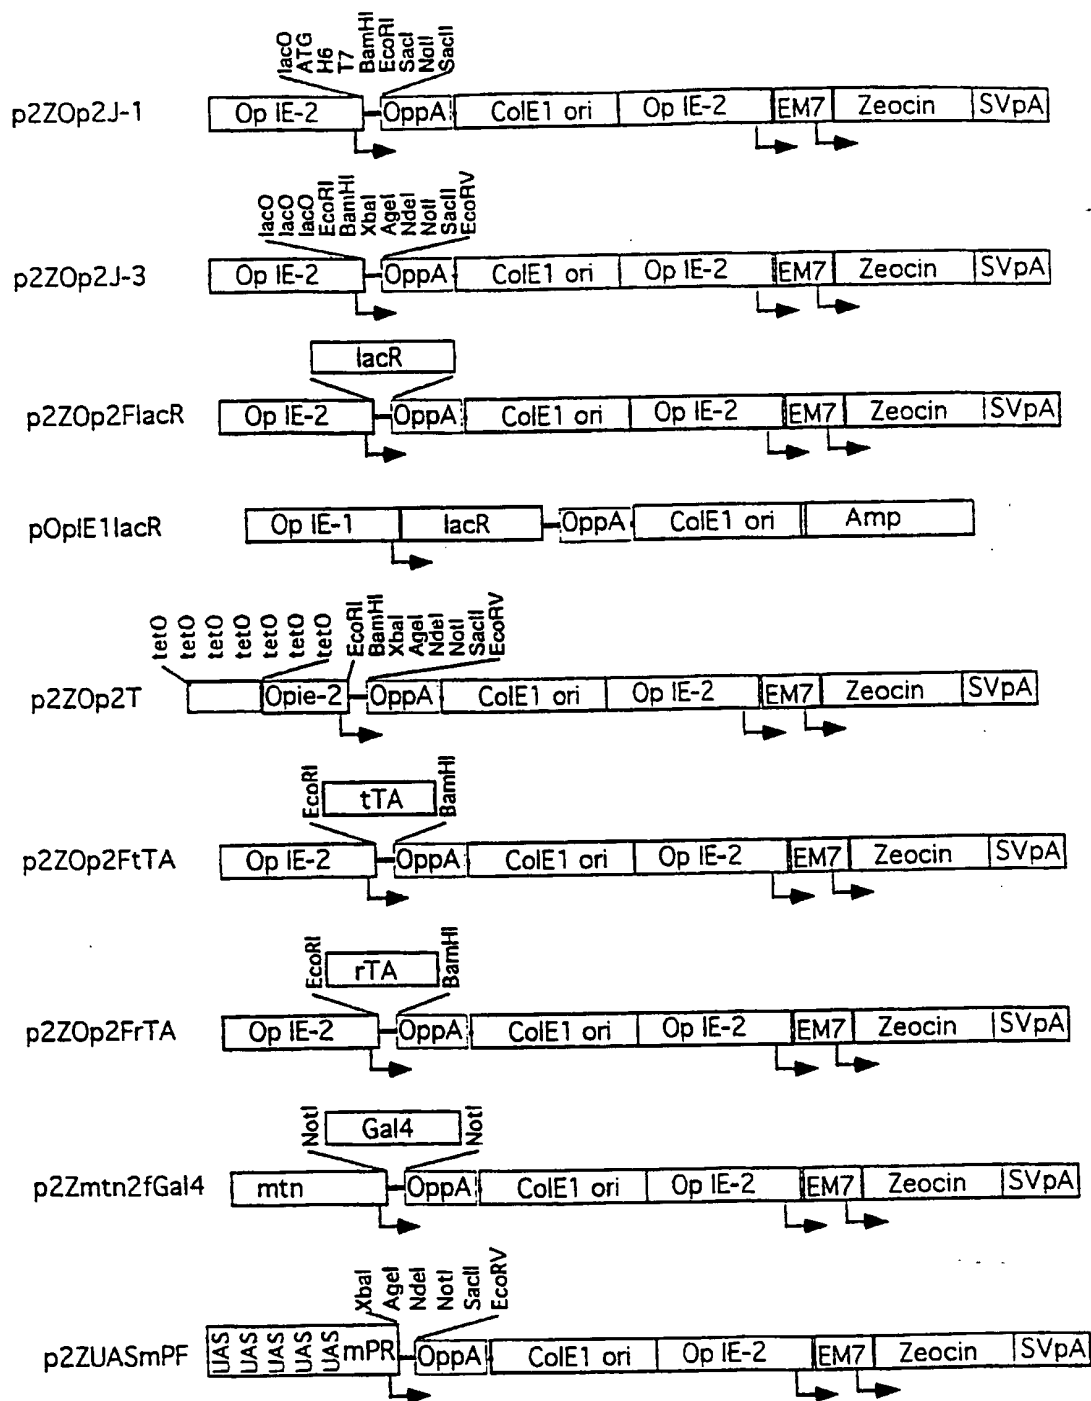 lacO ATG H6 T7 BamHI EcoRI SacI NotI SacII
p2ZOp2J-1 Op IE-2 OppA ColE1 ori Op IE-2 EM7 Zeocin SVpA
lacO lacO lacO EcoRI BamHI XbaI AgeI NdeI NotI SacII EcoRV
p2ZOp2J-3 Op IE-2 OppA ColE1 ori Op IE-2 EM7 Zeocin SVpA
lacR
p2ZOp2FlacR Op IE-2 OppA ColE1 ori Op IE-2 EM7 Zeocin SVpA
pOpIE1lacR Op IE-1 lacR OppA ColE1 ori Amp
tetO tetO tetO tetO tetO tetO tetO EcoRI BamHI XbaI AgeI NdeI NotI SacII EcoRV
p2ZOp2T Opie-2 OppA ColE1 ori Op IE-2 EM7 Zeocin SVpA
EcoRI tTA BamHI
p2ZOp2FtTA Op IE-2 OppA ColE1 ori Op IE-2 EM7 Zeocin SVpA
EcoRI rTA BamHI
p2ZOp2FrTA Op IE-2 OppA ColE1 ori Op IE-2 EM7 Zeocin SVpA
NotI Gal4 NotI
p2Zmtn2fGal4 mtn OppA ColE1 ori Op IE-2 EM7 Zeocin SVpA
XbaI AgeI NdeI NotI SacII EcoRV
p2ZUASmPF UAS UAS UAS UAS UAS mPR OppA ColE1 ori Op IE-2 EM7 Zeocin SVpA